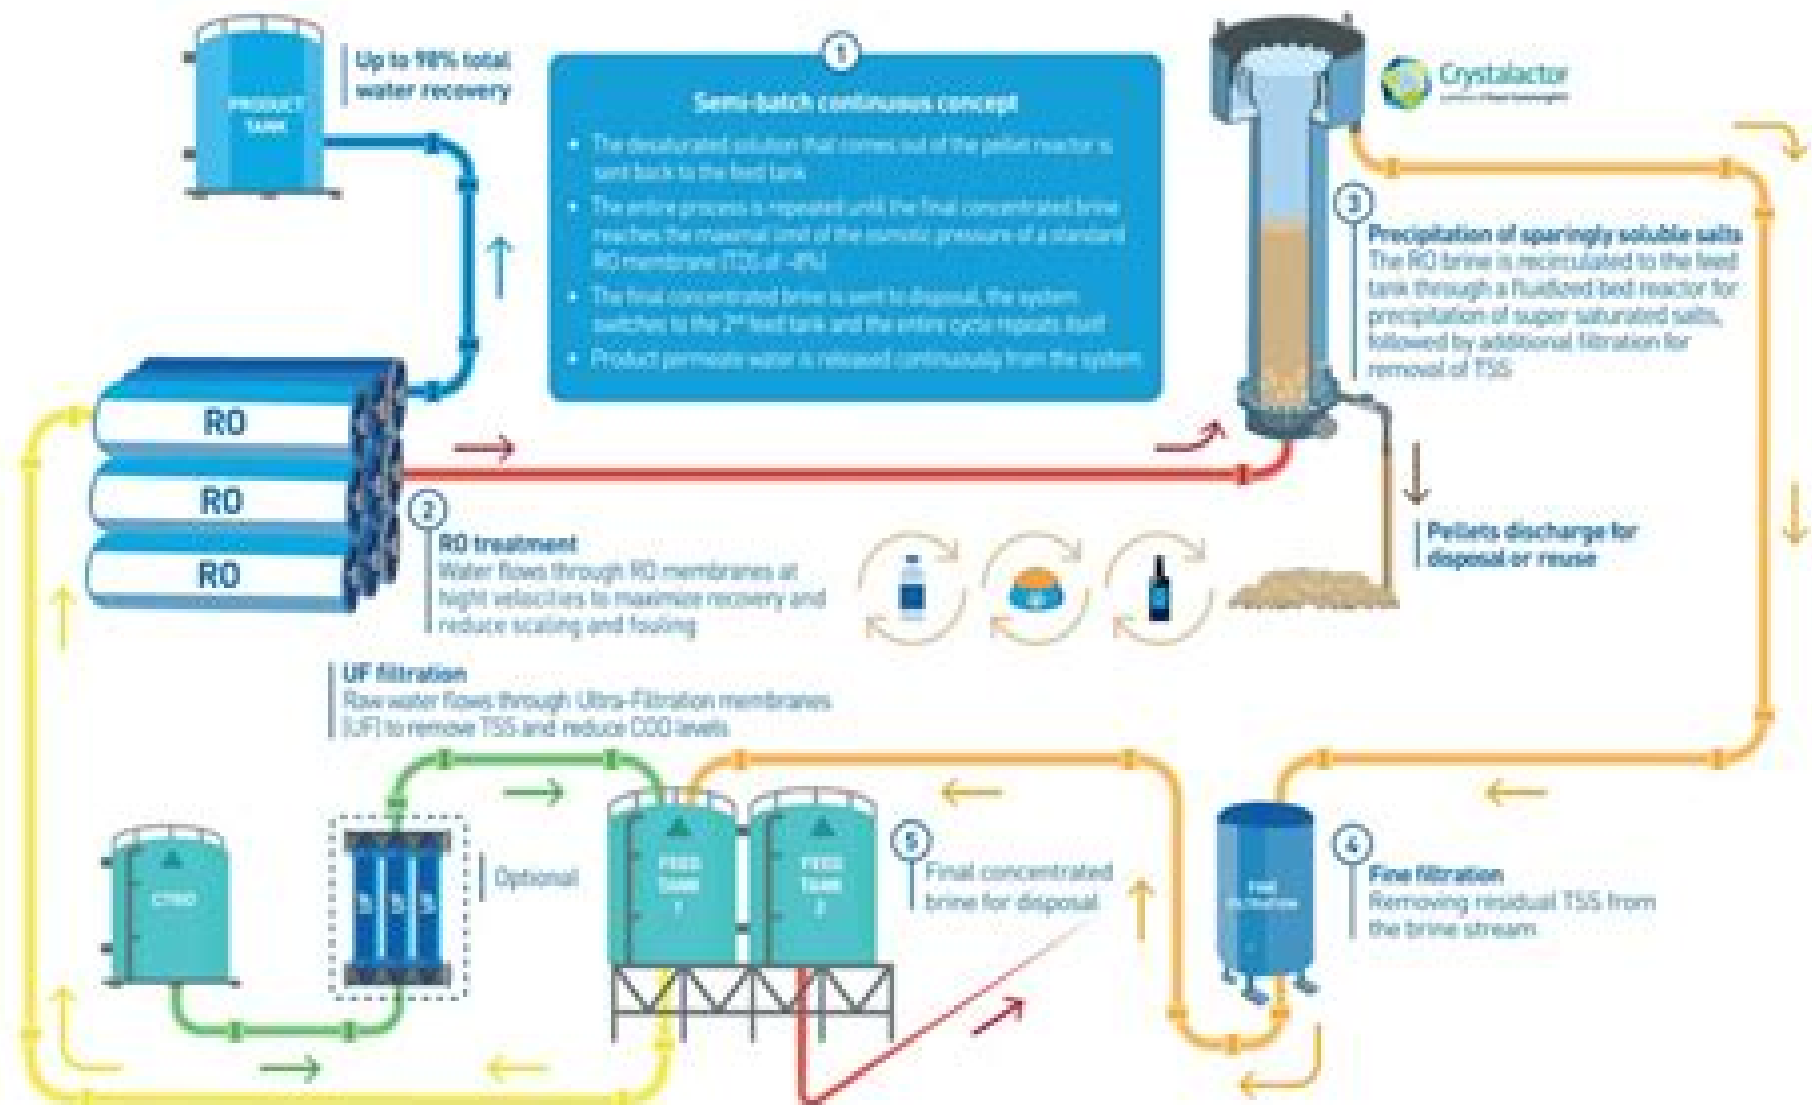 Up to 98% total
water recovery
PRODUCT
TANK
1
Semi-batch continuous concept
• The desaturated solution that comes out of the pellet reactor is
sent back to the feed tank
• The entire process is repeated until the final concentrated brine
reaches the maximal limit of the osmotic pressure of a standard
RO membrane (TDS of ~8%)
• The final concentrated brine is sent to disposal, the system
switches to the 2ⁿᵈ feed tank and the entire cycle repeats itself
• Product permeate water is released continuously from the system
Crystalactor
3
Precipitation of sparingly soluble salts
The RO brine is recirculated to the feed
tank through a fluidized bed reactor for
precipitation of super saturated salts,
followed by additional filtration for
removal of TSS
RO
RO
RO
2
RO treatment
Water flows through RO membranes at
hight velocities to maximize recovery and
reduce scaling and fouling
Pellets discharge for
disposal or reuse
UF filtration
Raw water flows through Ultra-Filtration membranes
(UF) to remove TSS and reduce COD levels
UF
UF
UF
Optional
FEED
TANK
1
FEED
TANK
2
5
Final concentrated
brine for disposal
FINE
FILTRATION
4
Fine filtration
Removing residual TSS from
the brine stream